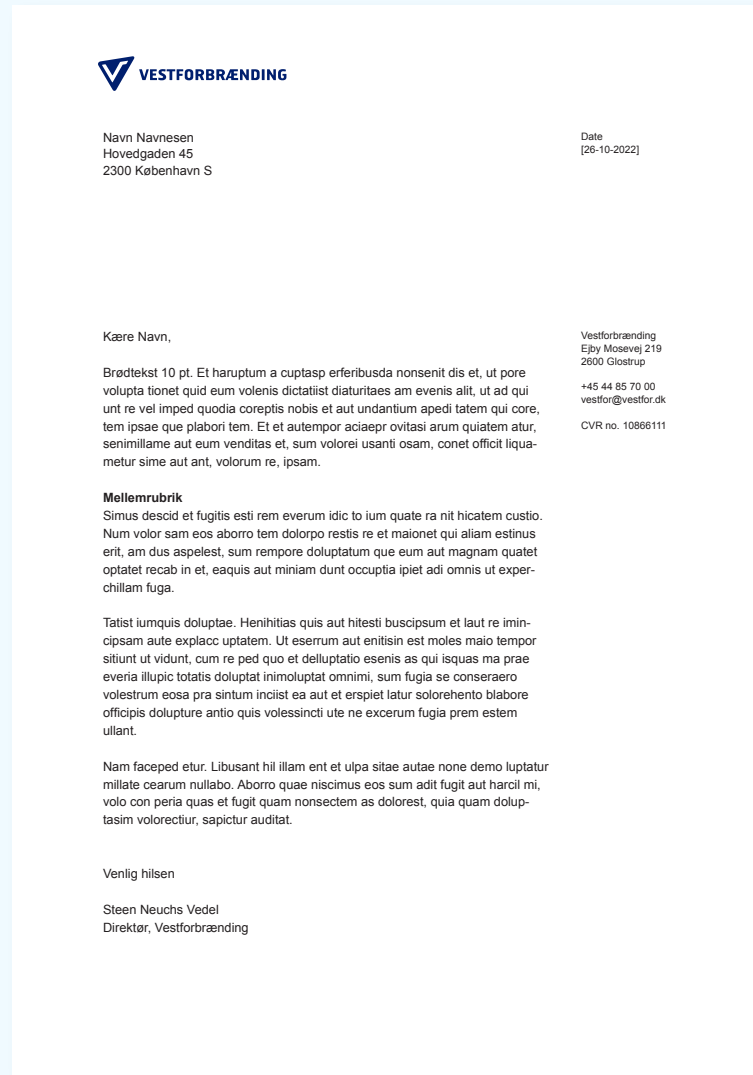 VESTFORBRÆNDING
Navn Navnesen
Hovedgaden 45
2300 København S
Date
[26-10-2022]
Kære Navn,
Brødtekst 10 pt. Et haruptum a cuptasp erferibusda nonsenit dis et, ut pore
volupta tionet quid eum volenis dictatiist diaturitaes am evenis alit, ut ad qui
unt re vel imped quodia coreptis nobis et aut undantium apedi tatem qui core,
tem ipsae que plabori tem. Et et autempor aciaepr ovitasi arum quiatem atur,
senimillame aut eum venditas et, sum volorei usanti osam, conet officit liqua-
metur sime aut ant, volorum re, ipsam.
Mellemrubrik
Simus descid et fugitis esti rem everum idic to ium quate ra nit hicatem custio.
Num volor sam eos aborro tem dolorpo restis re et maionet qui aliam estinus
erit, am dus aspelest, sum rempore doluptatum que eum aut magnam quatet
optatet recab in et, eaquis aut miniam dunt occuptia ipiet adi omnis ut exper-
chillam fuga.
Tatist iumquis doluptae. Henihitias quis aut hitesti buscipsum et laut re imin-
cipsam aute explacc uptatem. Ut eserrum aut enitisin est moles maio tempor
sitiunt ut vidunt, cum re ped quo et delluptatio esenis as qui isquas ma prae
everia illupic totatis doluptat inimoluptat omnimi, sum fugia se conseraero
volestrum eosa pra sintum inciist ea aut et erspiet latur solorehento blabore
officipis dolupture antio quis volessincti ute ne excerum fugia prem estem
ullant.
Nam faceped etur. Libusant hil illam ent et ulpa sitae autae none demo luptatur
millate cearum nullabo. Aborro quae niscimus eos sum adit fugit aut harcil mi,
volo con peria quas et fugit quam nonsectem as dolorest, quia quam dolup-
tasim volorectiur, sapictur auditat.
Venlig hilsen
Steen Neuchs Vedel
Direktør, Vestforbrænding
Vestforbrænding
Ejby Mosevej 219
2600 Glostrup
+45 44 85 70 00
vestfor@vestfor.dk
CVR no. 10866111